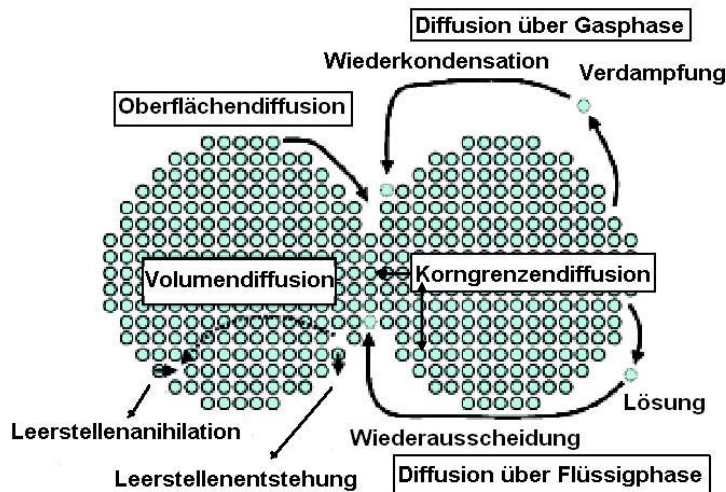 Diffusion über Gasphase
Wiederkondensation
Verdampfung
Oberflächendiffusion
Volumendiffusion
Korngrenzendiffusion
Leerstellenanihilation
Leerstellenentstehung
Lösung
Wiederausscheidung
Diffusion über Flüssigphase